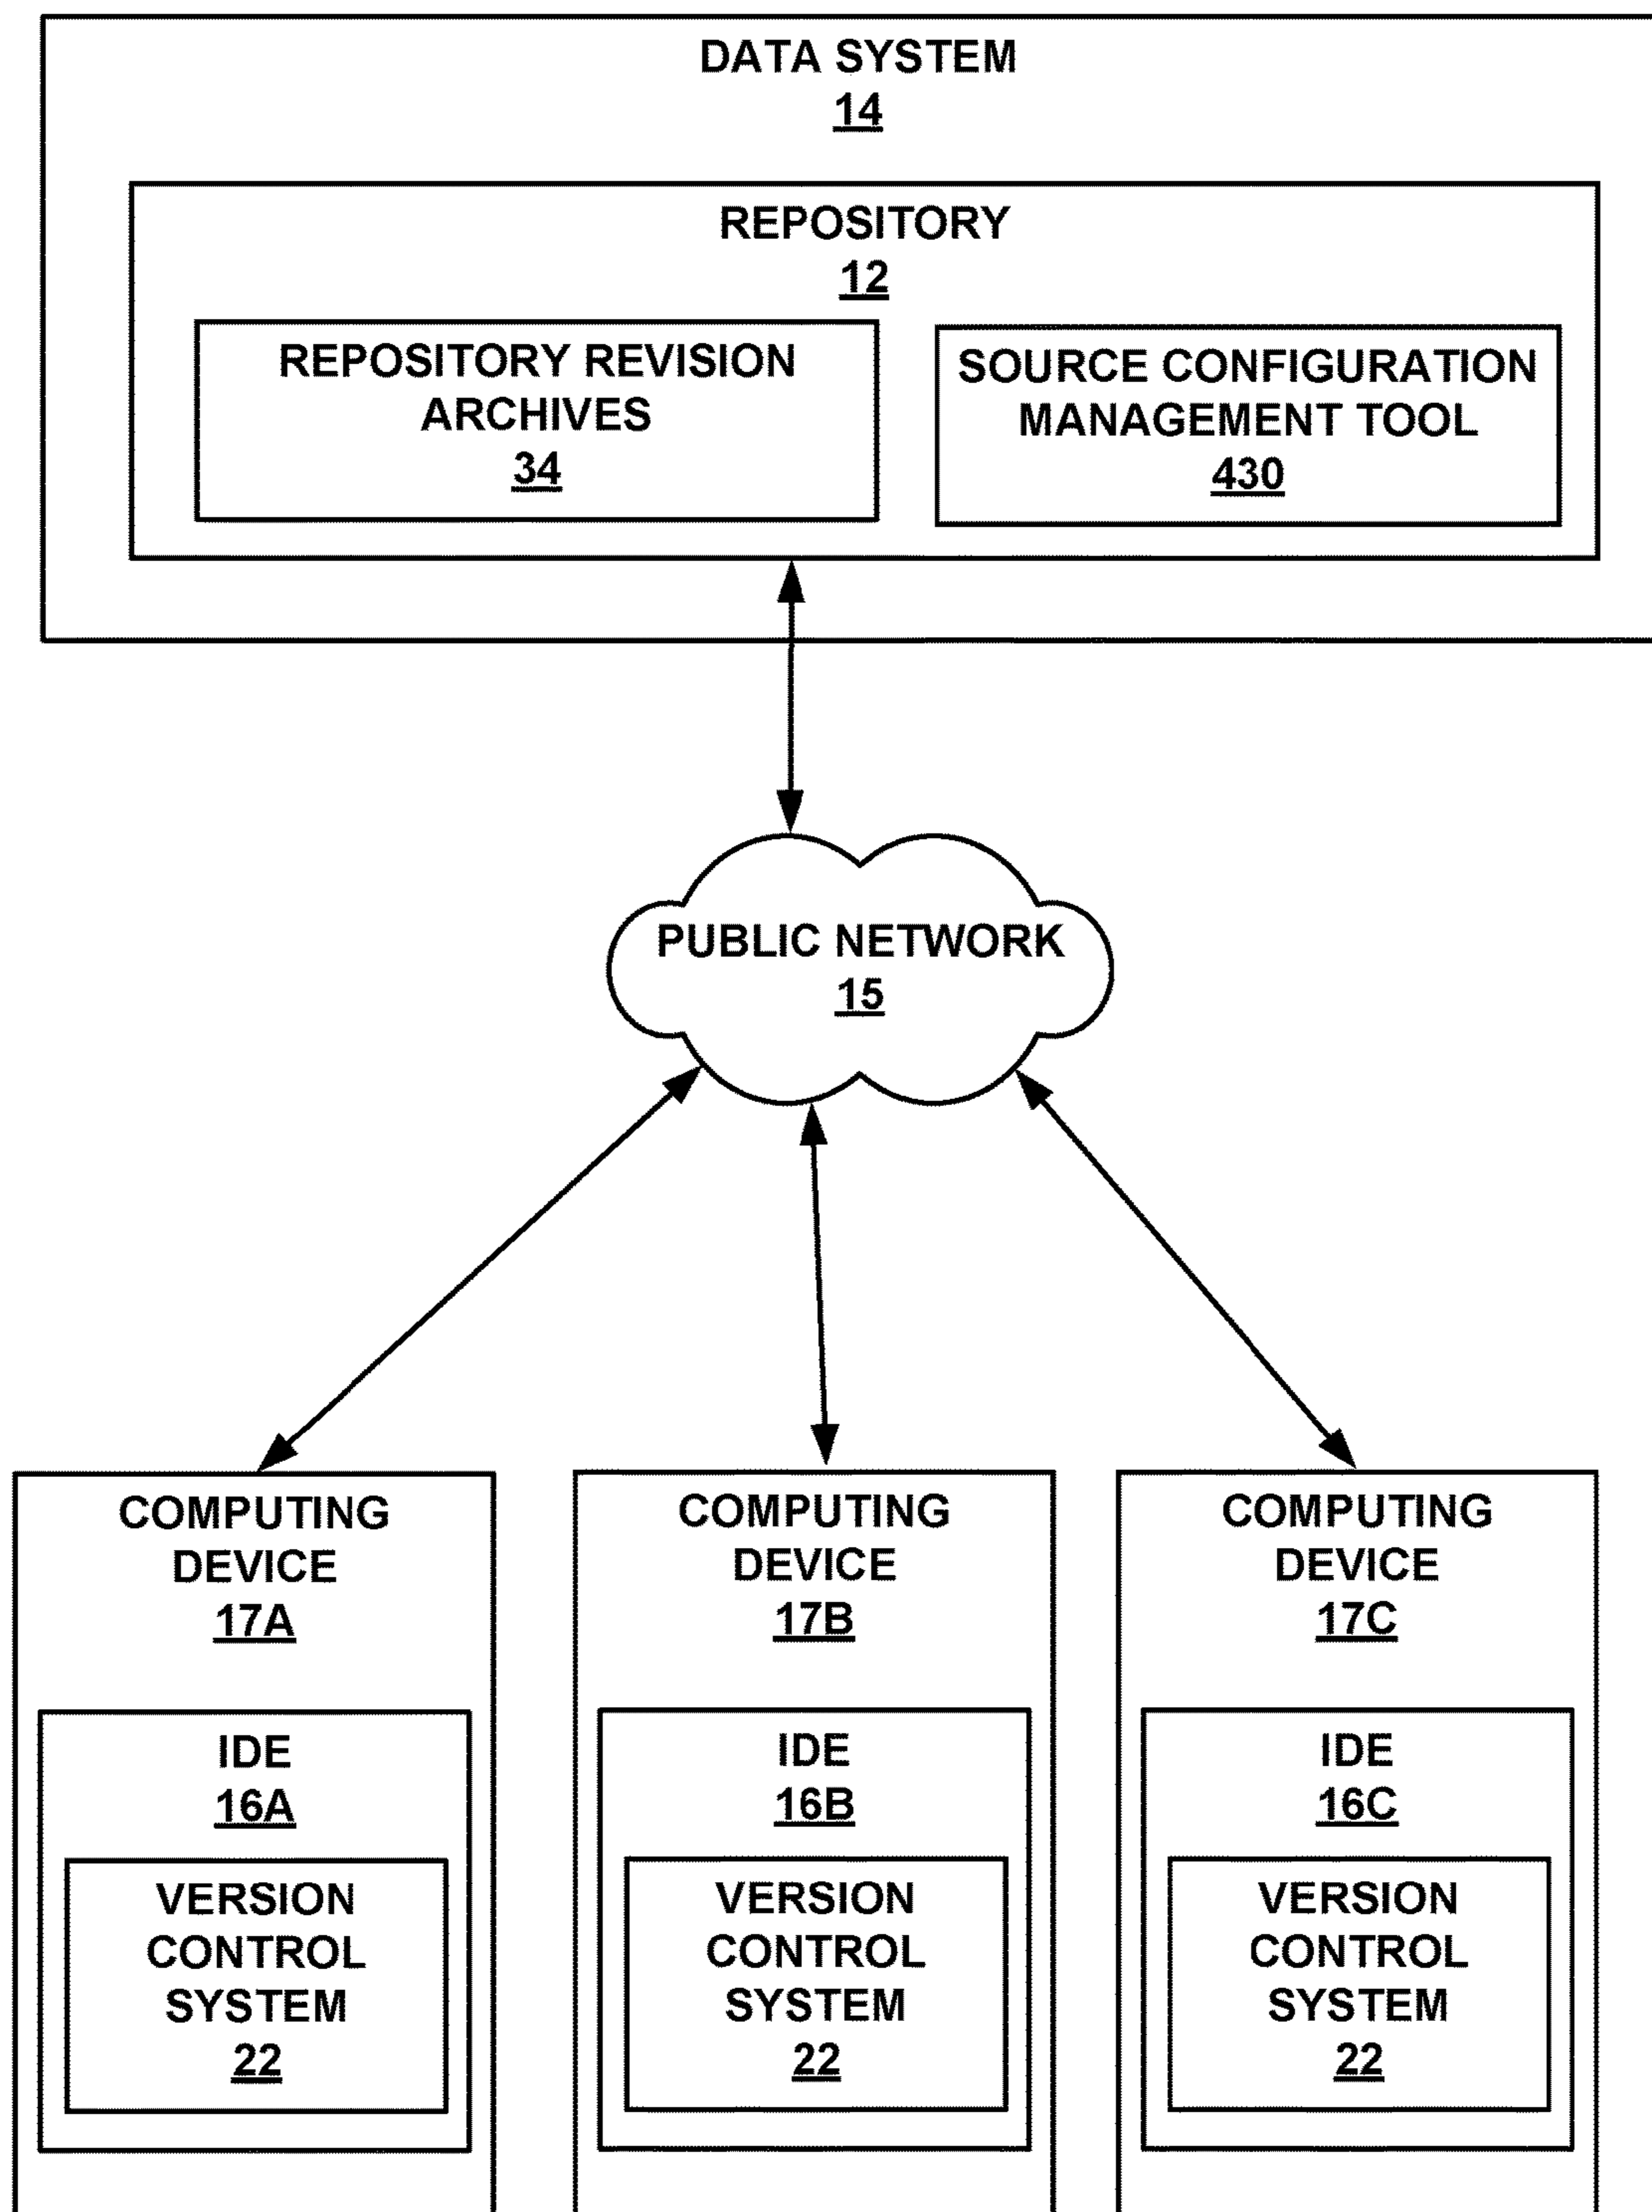 DATA SYSTEM
14
REPOSITORY
12
REPOSITORY REVISION
ARCHIVES
34
SOURCE CONFIGURATION
MANAGEMENT TOOL
430
PUBLIC NETWORK
15
COMPUTING
DEVICE
17A
IDE
16A
VERSION
CONTROL
SYSTEM
22
COMPUTING
DEVICE
17B
IDE
16B
VERSION
CONTROL
SYSTEM
22
COMPUTING
DEVICE
17C
IDE
16C
VERSION
CONTROL
SYSTEM
22